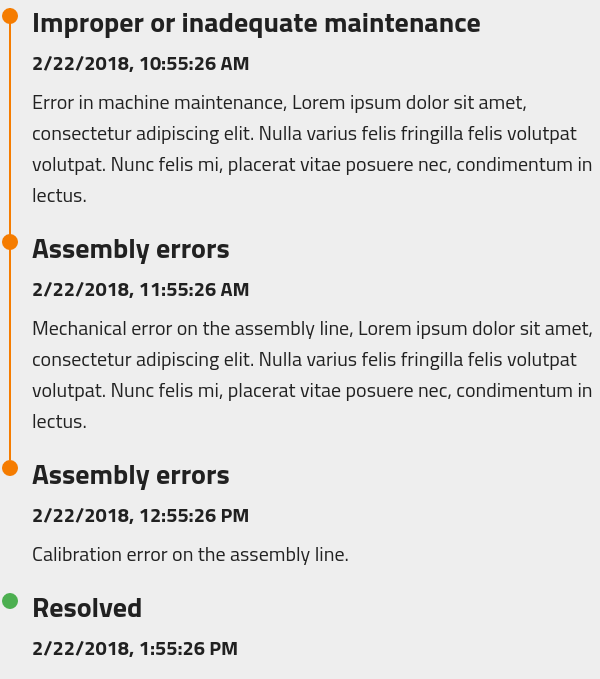 Improper or inadequate maintenance
2/22/2018, 10:55:26 AM
Error in machine maintenance, Lorem ipsum dolor sit amet,
consectetur adipiscing elit. Nulla varius felis fringilla felis volutpat
volutpat. Nunc felis mi, placerat vitae posuere nec, condimentum in
lectus.
Assembly errors
2/22/2018, 11:55:26 AM
Mechanical error on the assembly line, Lorem ipsum dolor sit amet,
consectetur adipiscing elit. Nulla varius felis fringilla felis volutpat
volutpat. Nunc felis mi, placerat vitae posuere nec, condimentum in
lectus.
Assembly errors
2/22/2018, 12:55:26 PM
Calibration error on the assembly line.
Resolved
2/22/2018, 1:55:26 PM